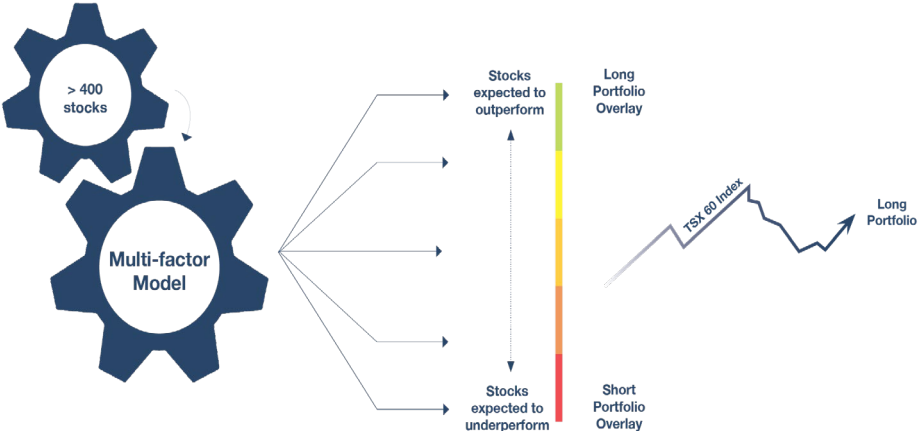 > 400
stocks
Multi-factor
Model
Stocks
expected to
outperform
Long
Portfolio
Overlay
TSX 60 Index
Long
Portfolio
Stocks
expected to
underperform
Short
Portfolio
Overlay